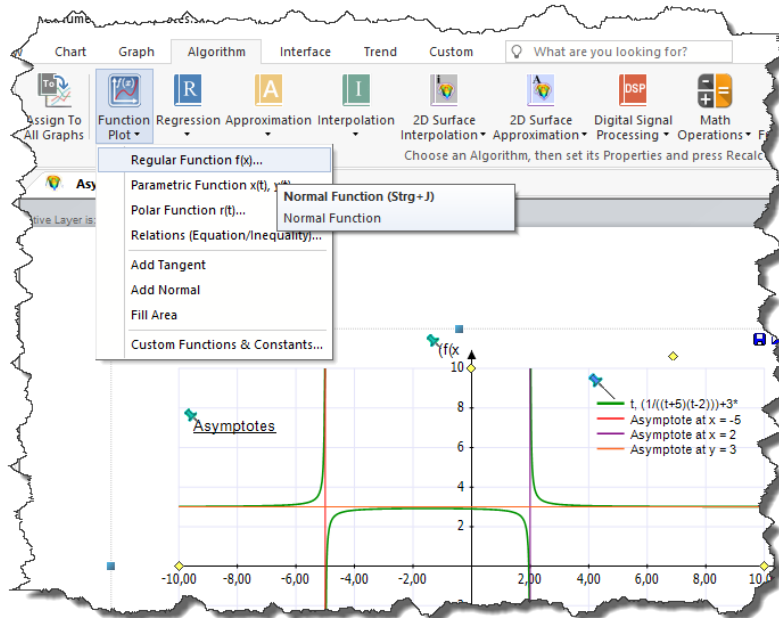 Chart Graph Algorithm Interface Trend Custom What are you looking for?
To
f(x) R A I i A DSP
Assign To Function Regression Approximation Interpolation 2D Surface 2D Surface Digital Signal Math
All Graphs Plot Interpolation Approximation Processing Operations
Choose an Algorithm, then set its Properties and press Recalc
Regular Function f(x)...
Parametric Function x(t), y(t)...
Normal Function (Strg+J)
Polar Function r(t)...
Normal Function
tive Layer is:
Relations (Equation/Inequality)...
Add Tangent
Add Normal
Fill Area
Custom Functions & Constants...
(f(x
10
t, (1/((t+5)(t-2)))+3*
8
Asymptote at x = -5
Asymptotes
Asymptote at x = 2
6
Asymptote at y = 3
4
2
-10,00 -8,00 -6,00 -4,00 -2,00 2,00 4,00 6,00 8,00 10,0